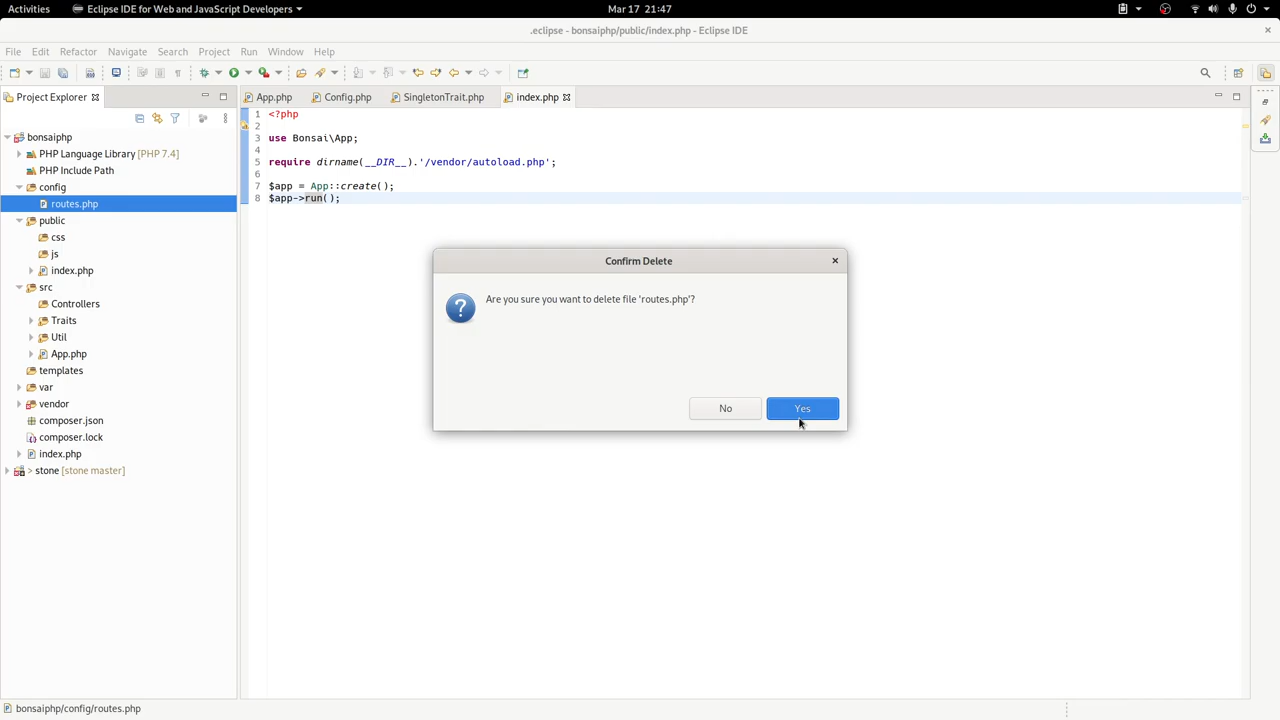 Activities
Eclipse IDE for Web and JavaScript Developers
Mar 17 21:47
.eclipse - bonsaiphp/public/index.php - Eclipse IDE
File Edit Refactor Navigate Search Project Run Window Help
Project Explorer
App.php
Config.php
SingletonTrait.php
index.php
bonsaiphp
PHP Language Library [PHP 7.4]
PHP Include Path
config
routes.php
public
css
js
index.php
src
Controllers
Traits
Util
App.php
templates
var
vendor
composer.json
composer.lock
index.php
> stone [stone master]
1 <?php
2
3 use Bonsai\App;
4
5 require dirname(__DIR__).'/vendor/autoload.php';
6
7 $app = App::create();
8 $app->run();
Confirm Delete
Are you sure you want to delete file 'routes.php'?
?
No
Yes
bonsaiphp/config/routes.php